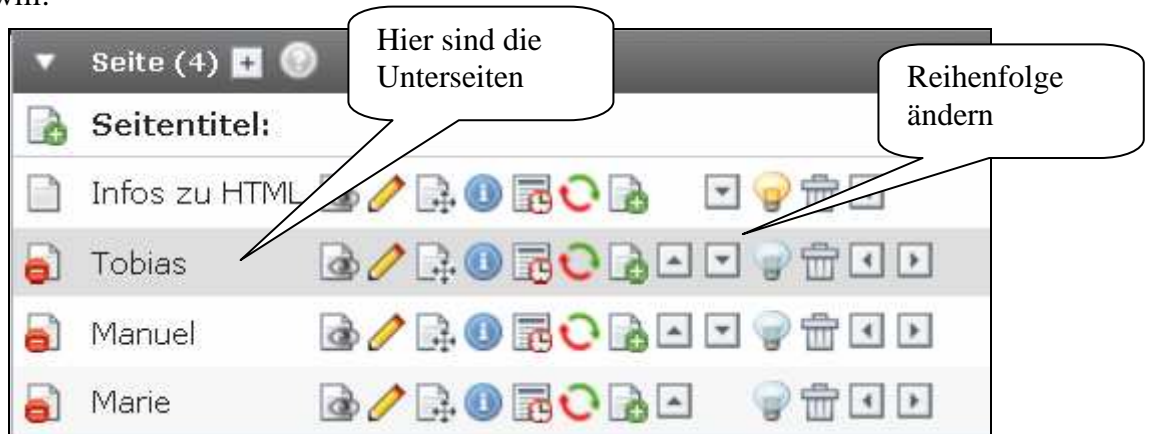 Hier sind die
Unterseiten
Reihenfolge
ändern
Seite (4)
Seitentitel:
Infos zu HTML
Tobias
Manuel
Marie